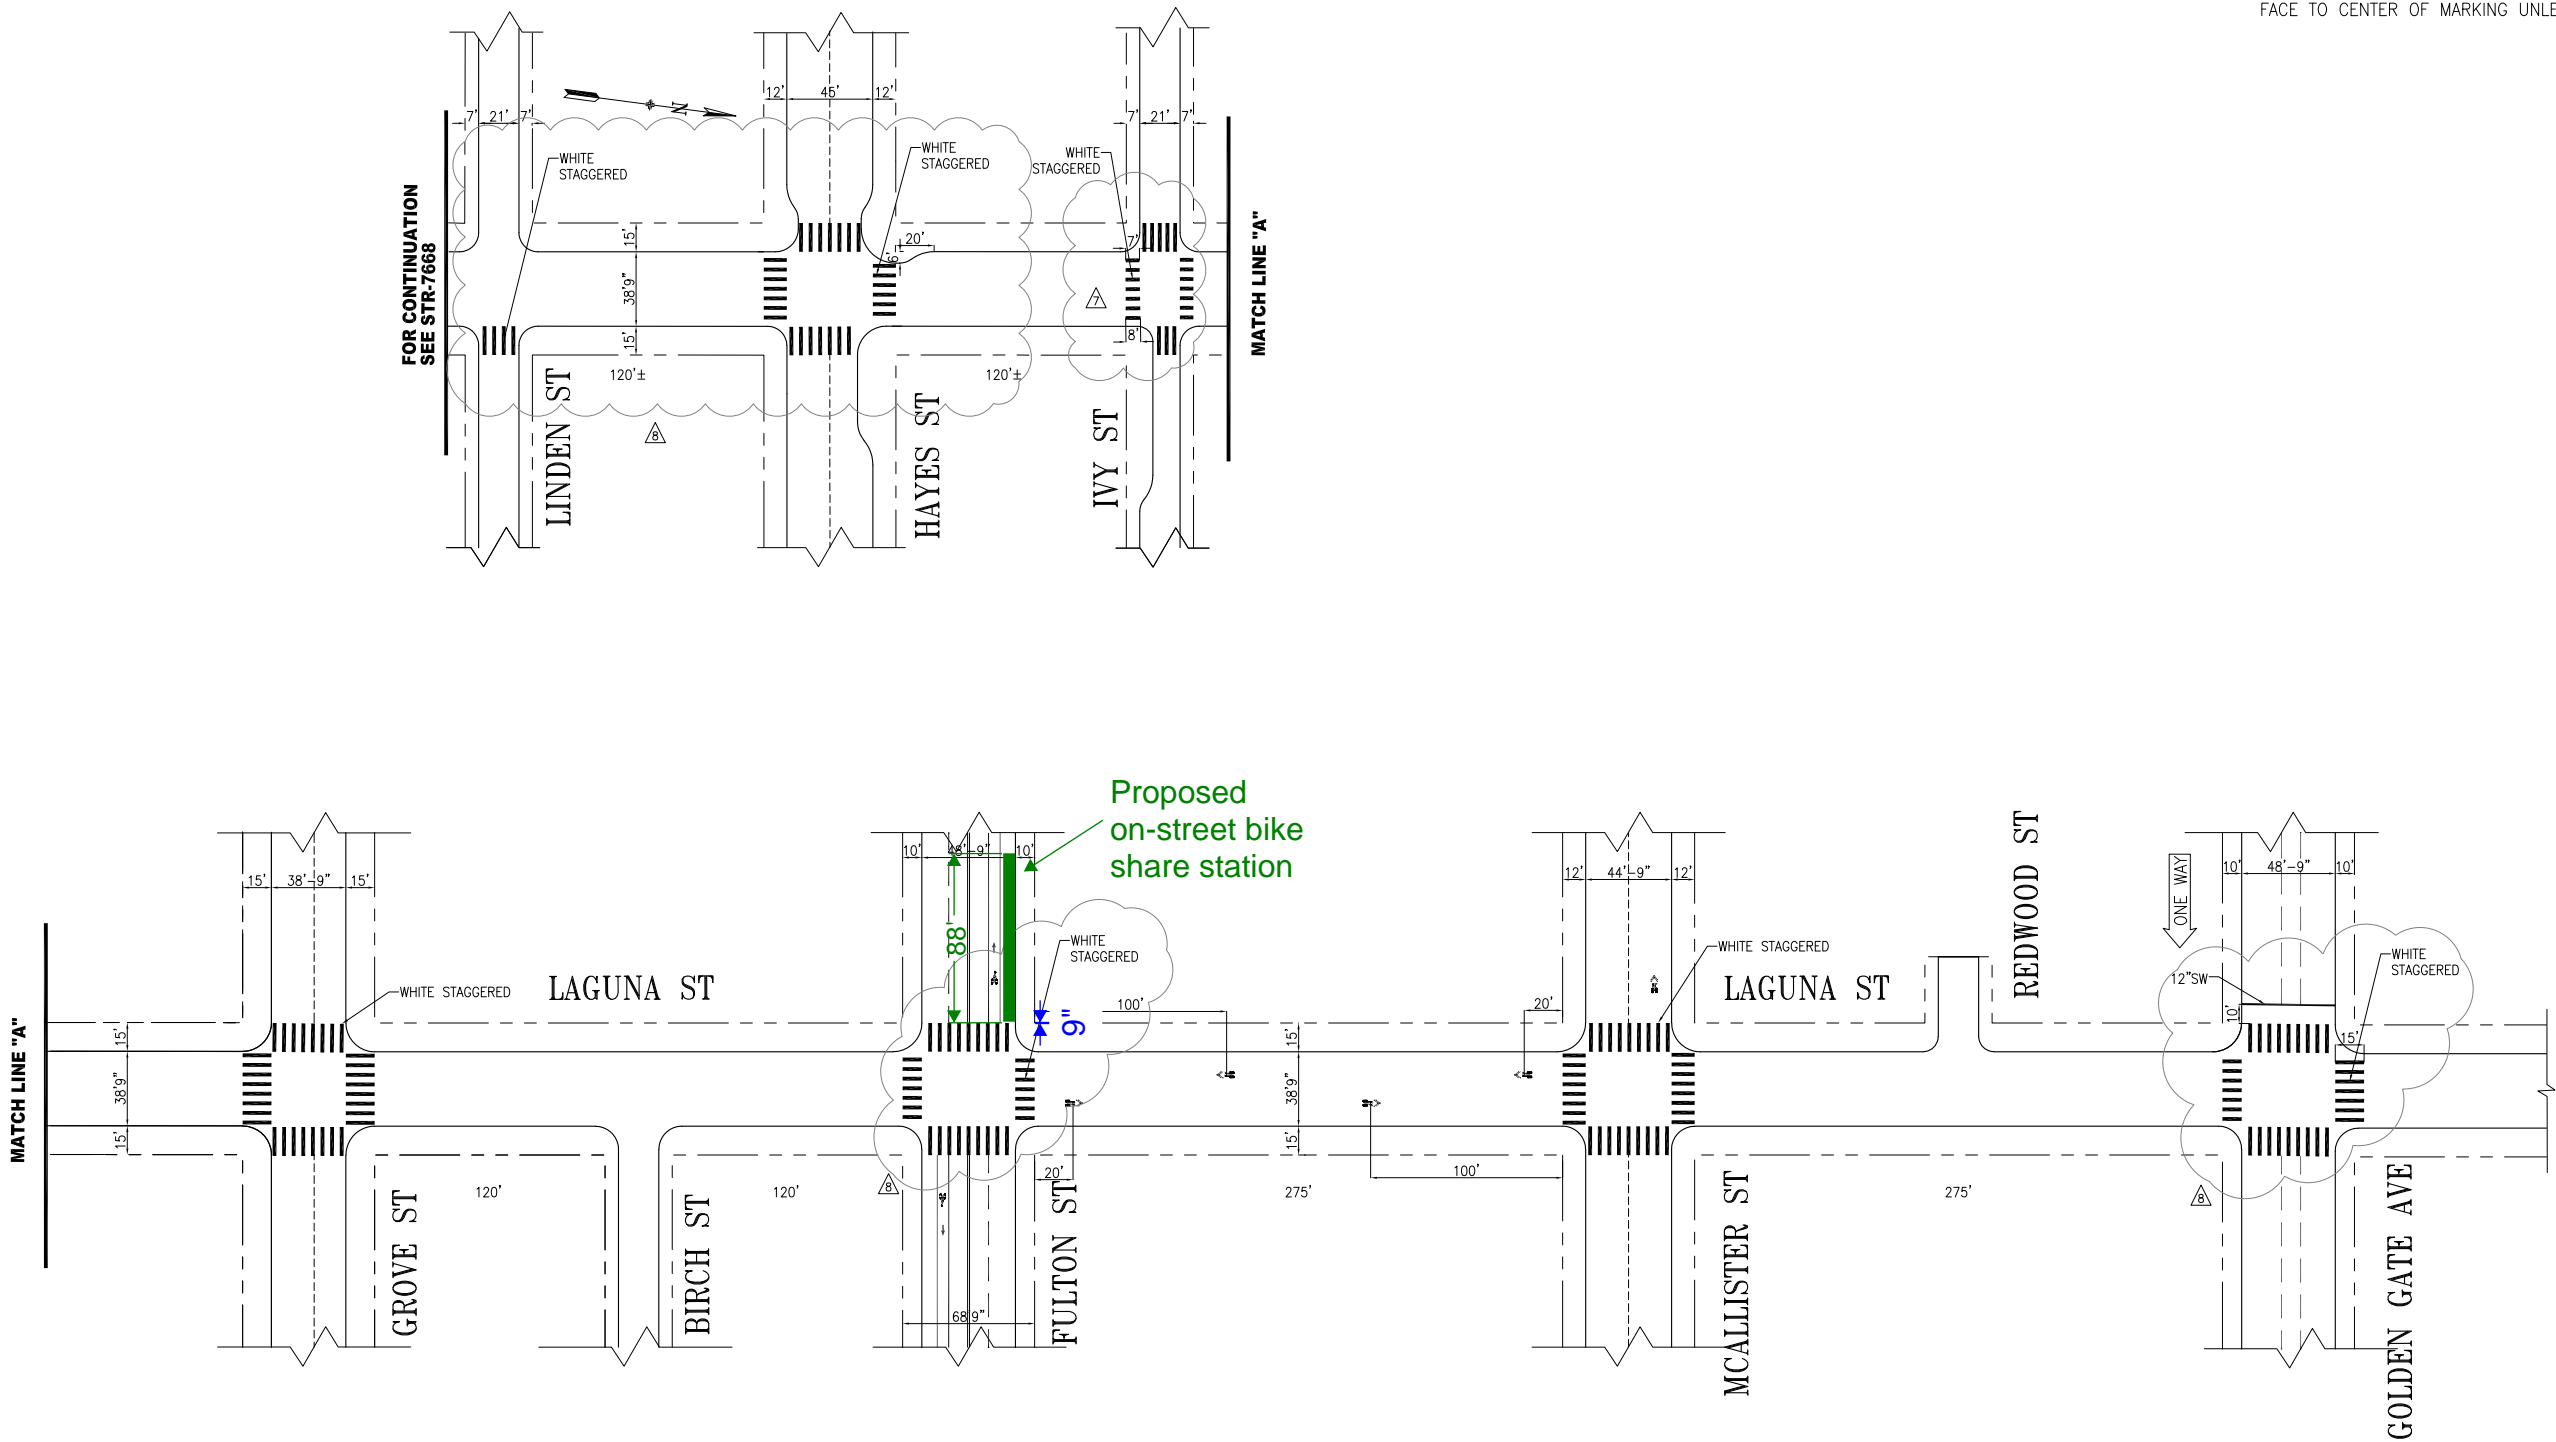 FACE TO CENTER OF MARKING UNLE
N
12'
45'
12'
7'
21'
7'
7'
21'
7'
WHITE
STAGGERED
WHITE
STAGGERED
WHITE
STAGGERED
FOR CONTINUATION
SEE STR-7668
MATCH LINE "A"
15'
38'9"
15'
20'
6'
7'
8'
7
120'±
120'±
8
LINDEN ST
HAYES ST
IVY ST
Proposed
on-street bike
share station
10'
48'-9"
10'
15'
38'-9"
15'
12'
44'-9"
12'
10'
48'-9"
10'
ONE WAY
REDWOOD ST
88'
WHITE
STAGGERED
WHITE STAGGERED
WHITE
STAGGERED
WHITE STAGGERED
LAGUNA ST
LAGUNA ST
12"SW
10'
15'
9"
100'
20'
MATCH LINE "A"
15'
38'9"
15'
15'
38'9"
15'
20'
100'
8
8
120'
120'
275'
275'
GROVE ST
BIRCH ST
68'9"
FULTON ST
MCALLISTER ST
GOLDEN GATE AVE